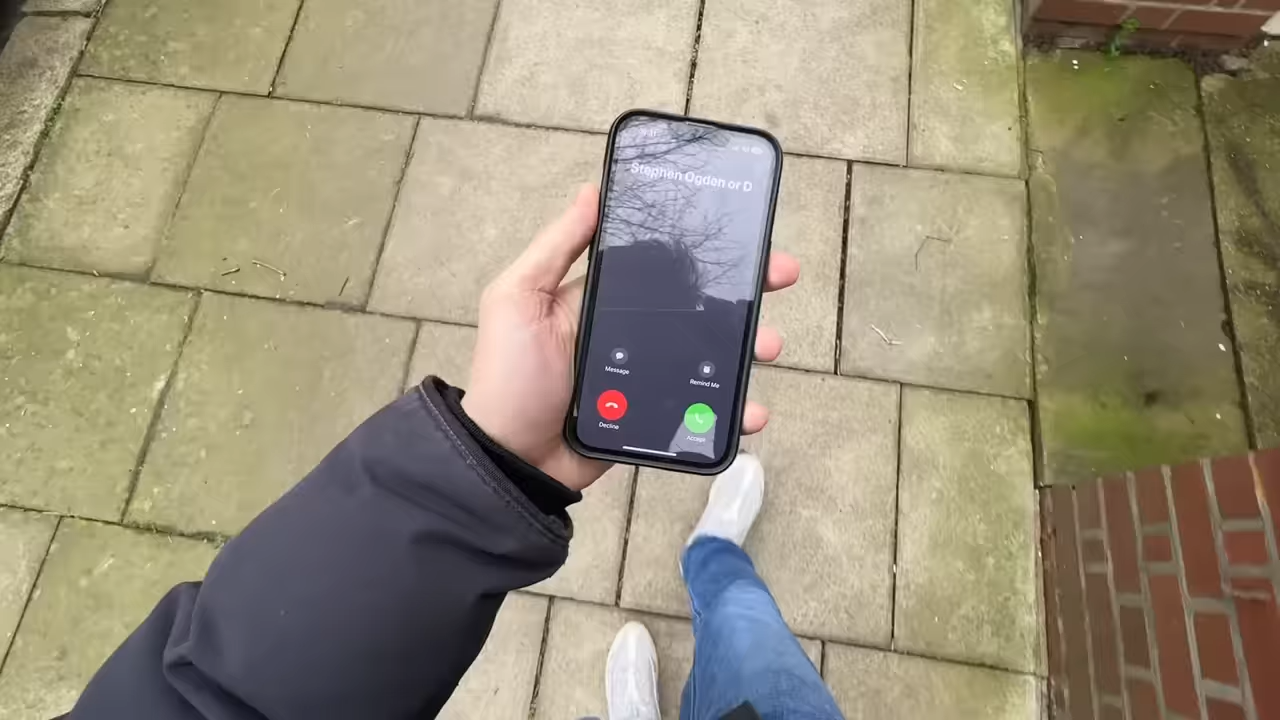 Stephen Ogden or D
Message
Remind Me
Decline
Accept